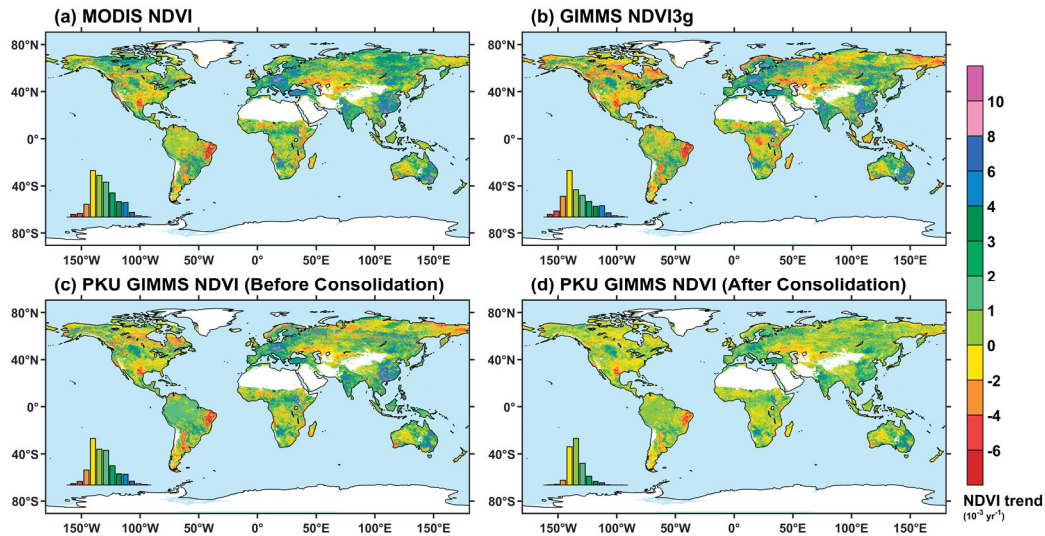 (a) MODIS NDVI
(b) GIMMS NDVI3g
80°N
40°N
0°
40°S
80°S
150°W 100°W 50°W 0° 50°E 100°E 150°E
80°N
40°N
0°
40°S
80°S
150°W 100°W 50°W 0° 50°E 100°E 150°E
(c) PKU GIMMS NDVI (Before Consolidation)
(d) PKU GIMMS NDVI (After Consolidation)
80°N
40°N
0°
40°S
80°S
150°W 100°W 50°W 0° 50°E 100°E 150°E
80°N
40°N
0°
40°S
80°S
150°W 100°W 50°W 0° 50°E 100°E 150°E
10
8
6
4
3
2
1
0
-2
-4
-6
NDVI trend
(10⁻³ yr⁻¹)